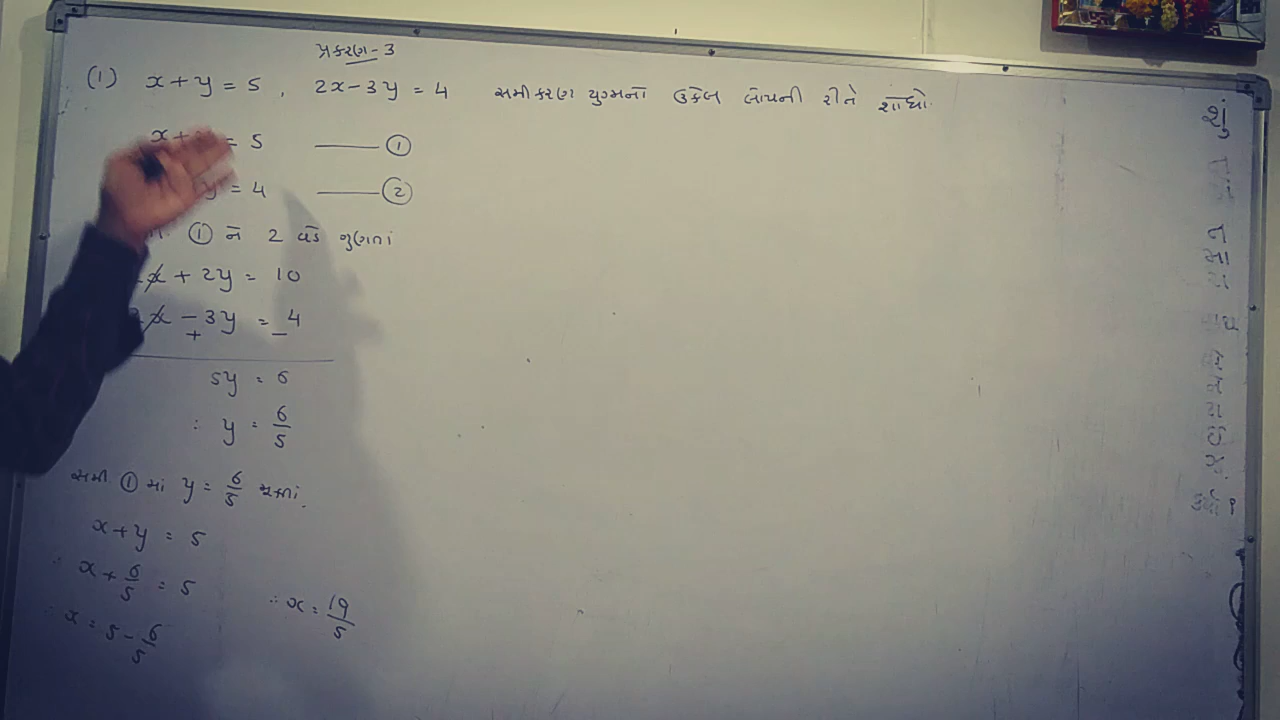 પ્રકરણ-3
(1) x+y = 5 , 2x-3y = 4 સમીકરણ યુગ્મનો ઉકેલ લોપની રીતે શોધો.
x+ = 5 ——— ①
y = 4 ——— ②
① ને 2 વડે ગુણતાં
x + 2y = 10
x - 3y = 4
+ −
5y = 6
∴ y = 6/5
સમી ① માં y = 6/5 મૂકતાં.
x+y = 5
∴ x + 6/5 = 5
∴ x = 5 - 6/5 ∴ x = 19/5
શું